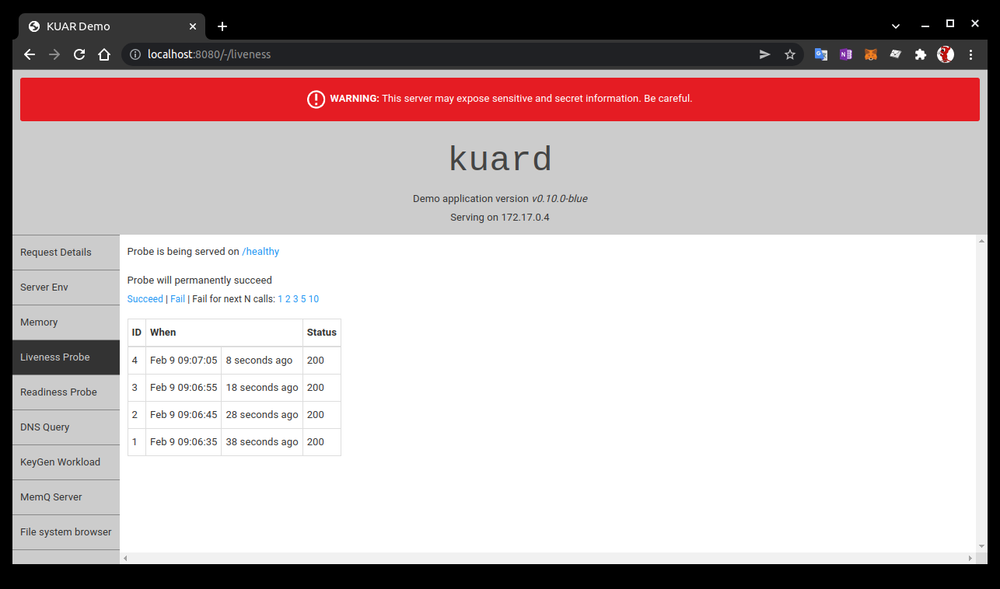 KUAR Demo
localhost:8080/-/liveness
WARNING: This server may expose sensitive and secret information. Be careful.
kuard
Demo application version v0.10.0-blue
Serving on 172.17.0.4
Request Details
Server Env
Memory
Liveness Probe
Readiness Probe
DNS Query
KeyGen Workload
MemQ Server
File system browser
Probe is being served on /healthy
Probe will permanently succeed
Succeed | Fail | Fail for next N calls: 1 2 3 5 10
ID When Status
4 Feb 9 09:07:05 8 seconds ago 200
3 Feb 9 09:06:55 18 seconds ago 200
2 Feb 9 09:06:45 28 seconds ago 200
1 Feb 9 09:06:35 38 seconds ago 200